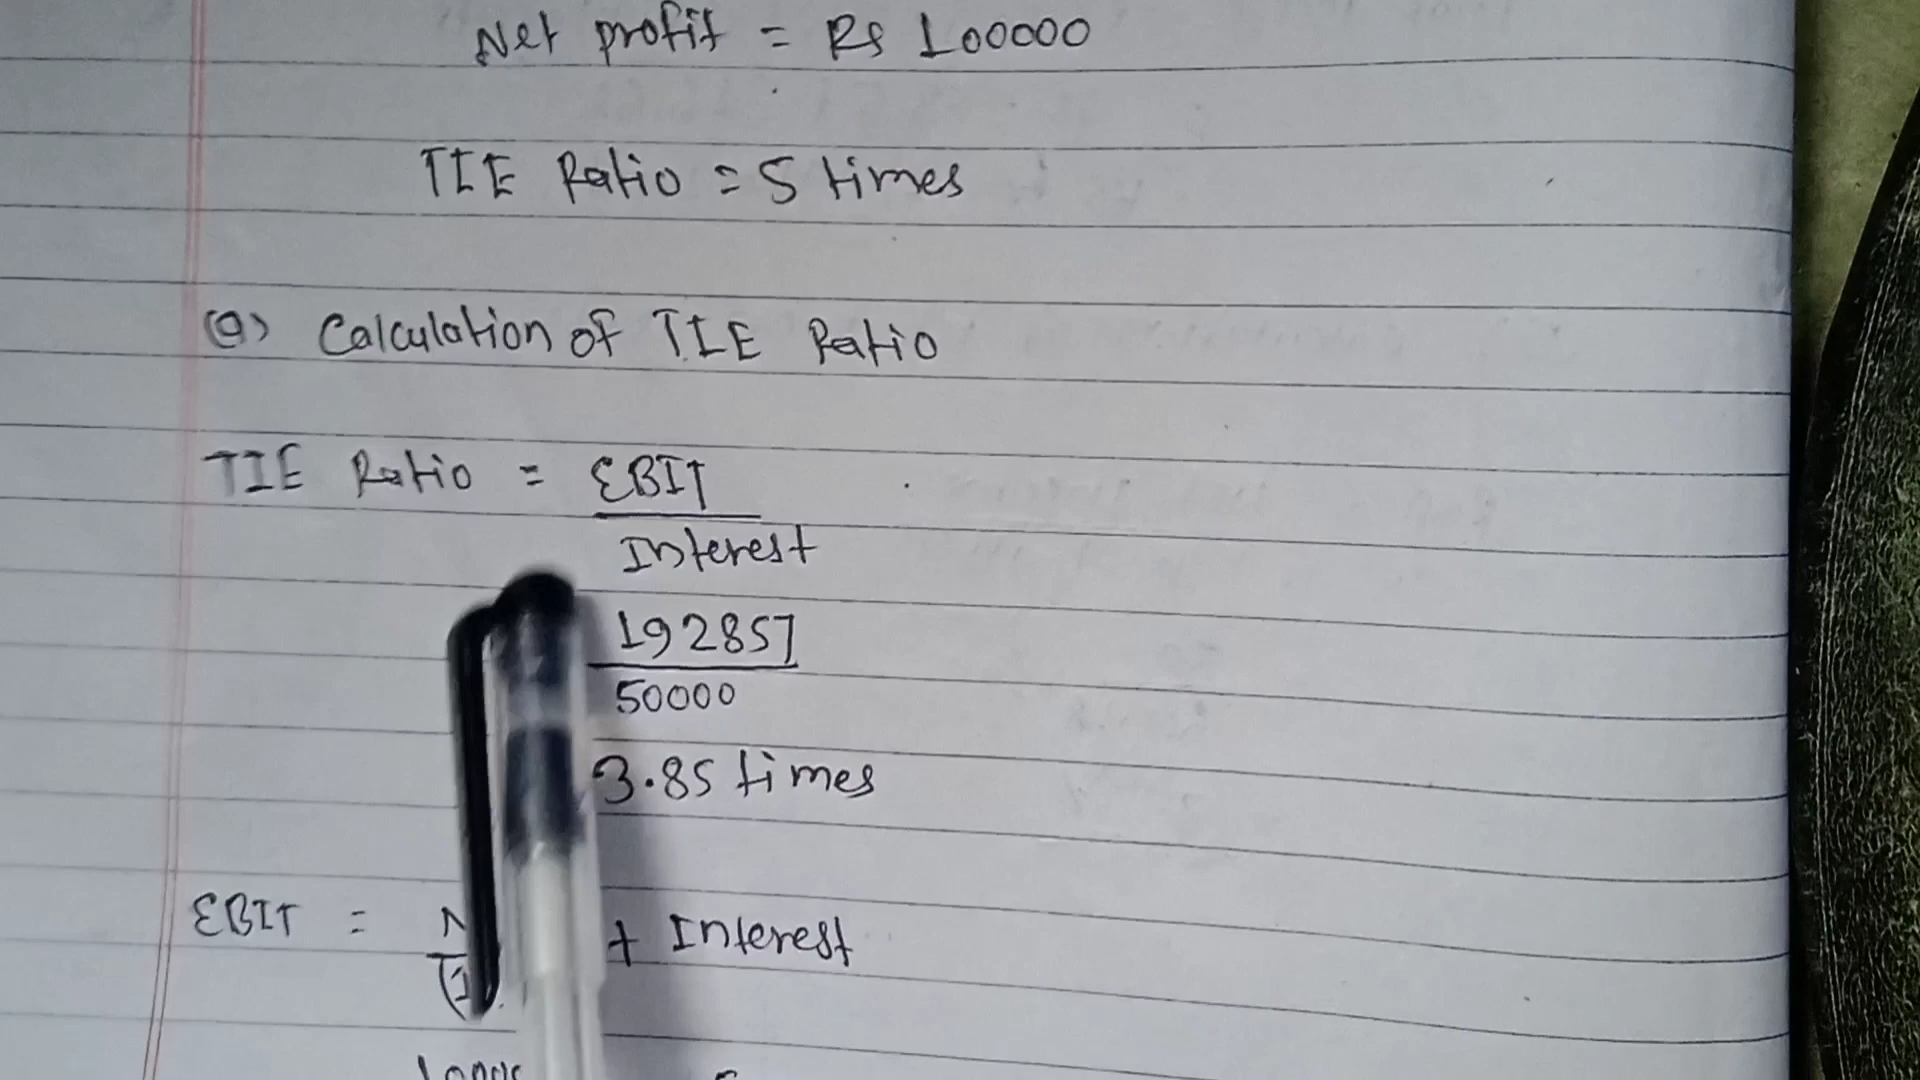 Net profit = Rs 100000
TIE Ratio = 5 times
(a) Calculation of TIE Ratio
TIE Ratio = EBIT
Interest
192857
50000
3.85 times
EBIT = N + Interest
(1